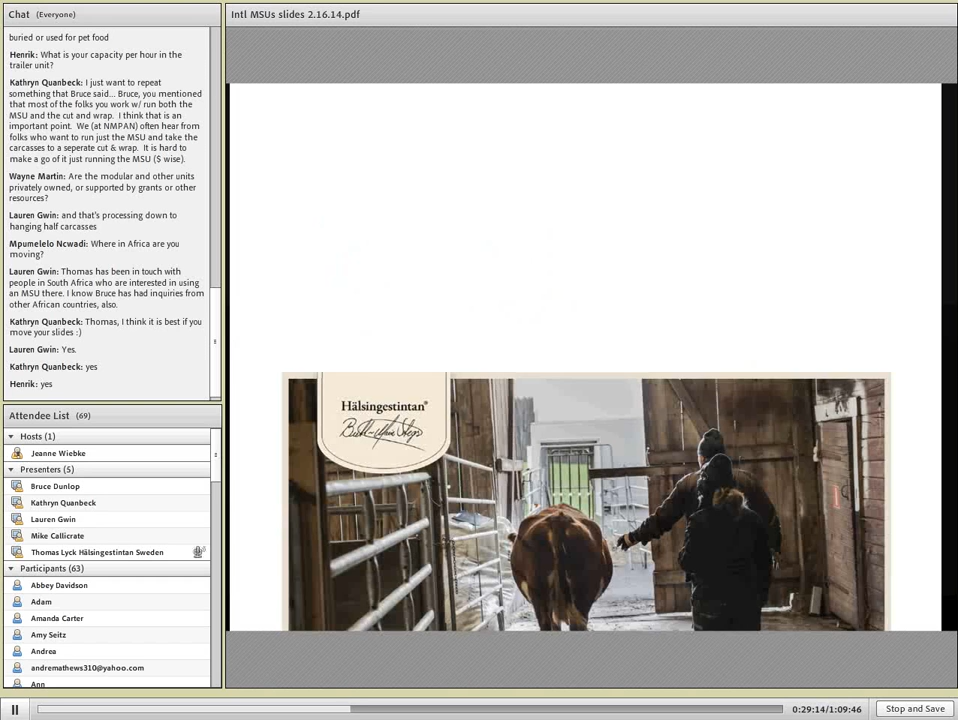 Chat (Everyone)
buried or used for pet food
Henrik: What is your capacity per hour in the
trailer unit?
Kathryn Quanbeck: I just want to repeat
something that Bruce said... Bruce, you mentioned
that most of the folks you work w/ run both the
MSU and the cut and wrap. I think that is an
important point. We (at NMPAN) often hear from
folks who want to run just the MSU and take the
carcasses to a seperate cut & wrap. It is hard to
make a go of it just running the MSU ($ wise).
Wayne Martin: Are the modular and other units
privately owned, or supported by grants or other
resources?
Lauren Gwin: and that's processing down to
hanging half carcasses
Mpumelelo Ncwadi: Where in Africa are you
moving?
Lauren Gwin: Thomas has been in touch with
people in South Africa who are interested in using
an MSU there. I know Bruce has had inquiries from
other African countries, also.
Kathryn Quanbeck: Thomas, I think it is best if you
move your slides :)
Lauren Gwin: Yes.
Kathryn Quanbeck: yes
Henrik: yes
Attendee List (69)
Hosts (1)
Jeanne Wiebke
Presenters (5)
Bruce Dunlop
Kathryn Quanbeck
Lauren Gwin
Mike Callicrate
Thomas Lyck Hälsingestintan Sweden
Participants (63)
Abbey Davidson
Adam
Amanda Carter
Amy Seitz
Andrea
andremathews310@yahoo.com
Ann
Intl MSUs slides 2.16.14.pdf
Hälsingestintan®
0:29:14/1:09:46
Stop and Save